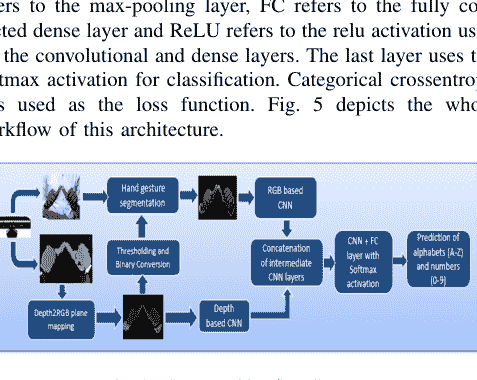 ers to the max-pooling layer, FC refers to the fully co
cted dense layer and ReLU refers to the relu activation us
the convolutional and dense layers. The last layer uses t
tmax activation for classification. Categorical crossentrop
s used as the loss function. Fig. 5 depicts the who
rkflow of this architecture.
Hand gesture
segmentation
RGB based
CNN
Thresholding and
Binary Conversion
Concatenation
of intermediate
CNN layers
CNN + FC
layer with
Softmax
activation
Prediction of
alphabets (A-Z)
and numbers
(0-9)
Depth2RGB plane
mapping
Depth
based CNN